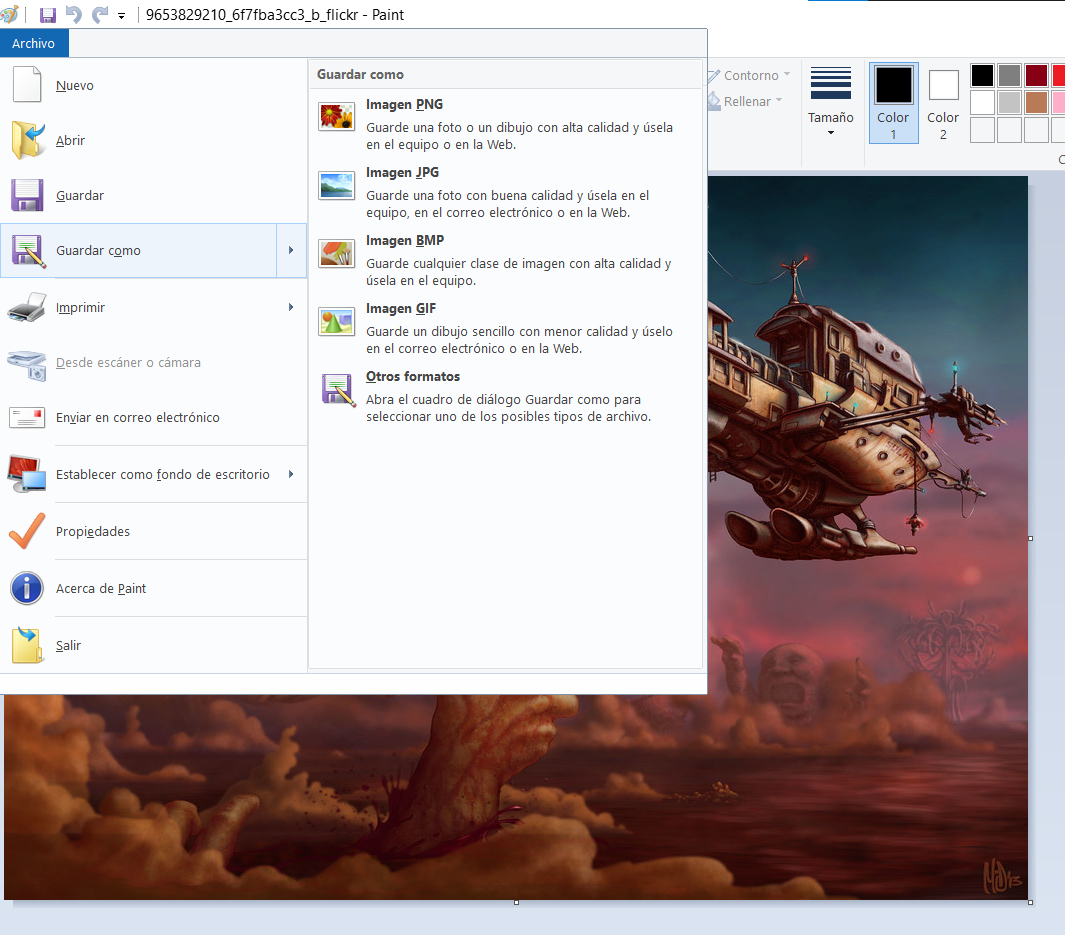 9653829210_6f7fba3cc3_b_flickr - Paint
Archivo
Nuevo
Abrir
Guardar
Guardar como
Imprimir
Desde escáner o cámara
Enviar en correo electrónico
Establecer como fondo de escritorio
Propiedades
Acerca de Paint
Salir
Guardar como
Imagen PNG
Guarde una foto o un dibujo con alta calidad y úsela
en el equipo o en la Web.
Imagen JPG
Guarde una foto con buena calidad y úsela en el
equipo, en el correo electrónico o en la Web.
Imagen BMP
Guarde cualquier clase de imagen con alta calidad y
úsela en el equipo.
Imagen GIF
Guarde un dibujo sencillo con menor calidad y úselo
en el correo electrónico o en la Web.
Otros formatos
Abra el cuadro de diálogo Guardar como para
seleccionar uno de los posibles tipos de archivo.
Contorno
Rellenar
Tamaño
Color
1
Color
2